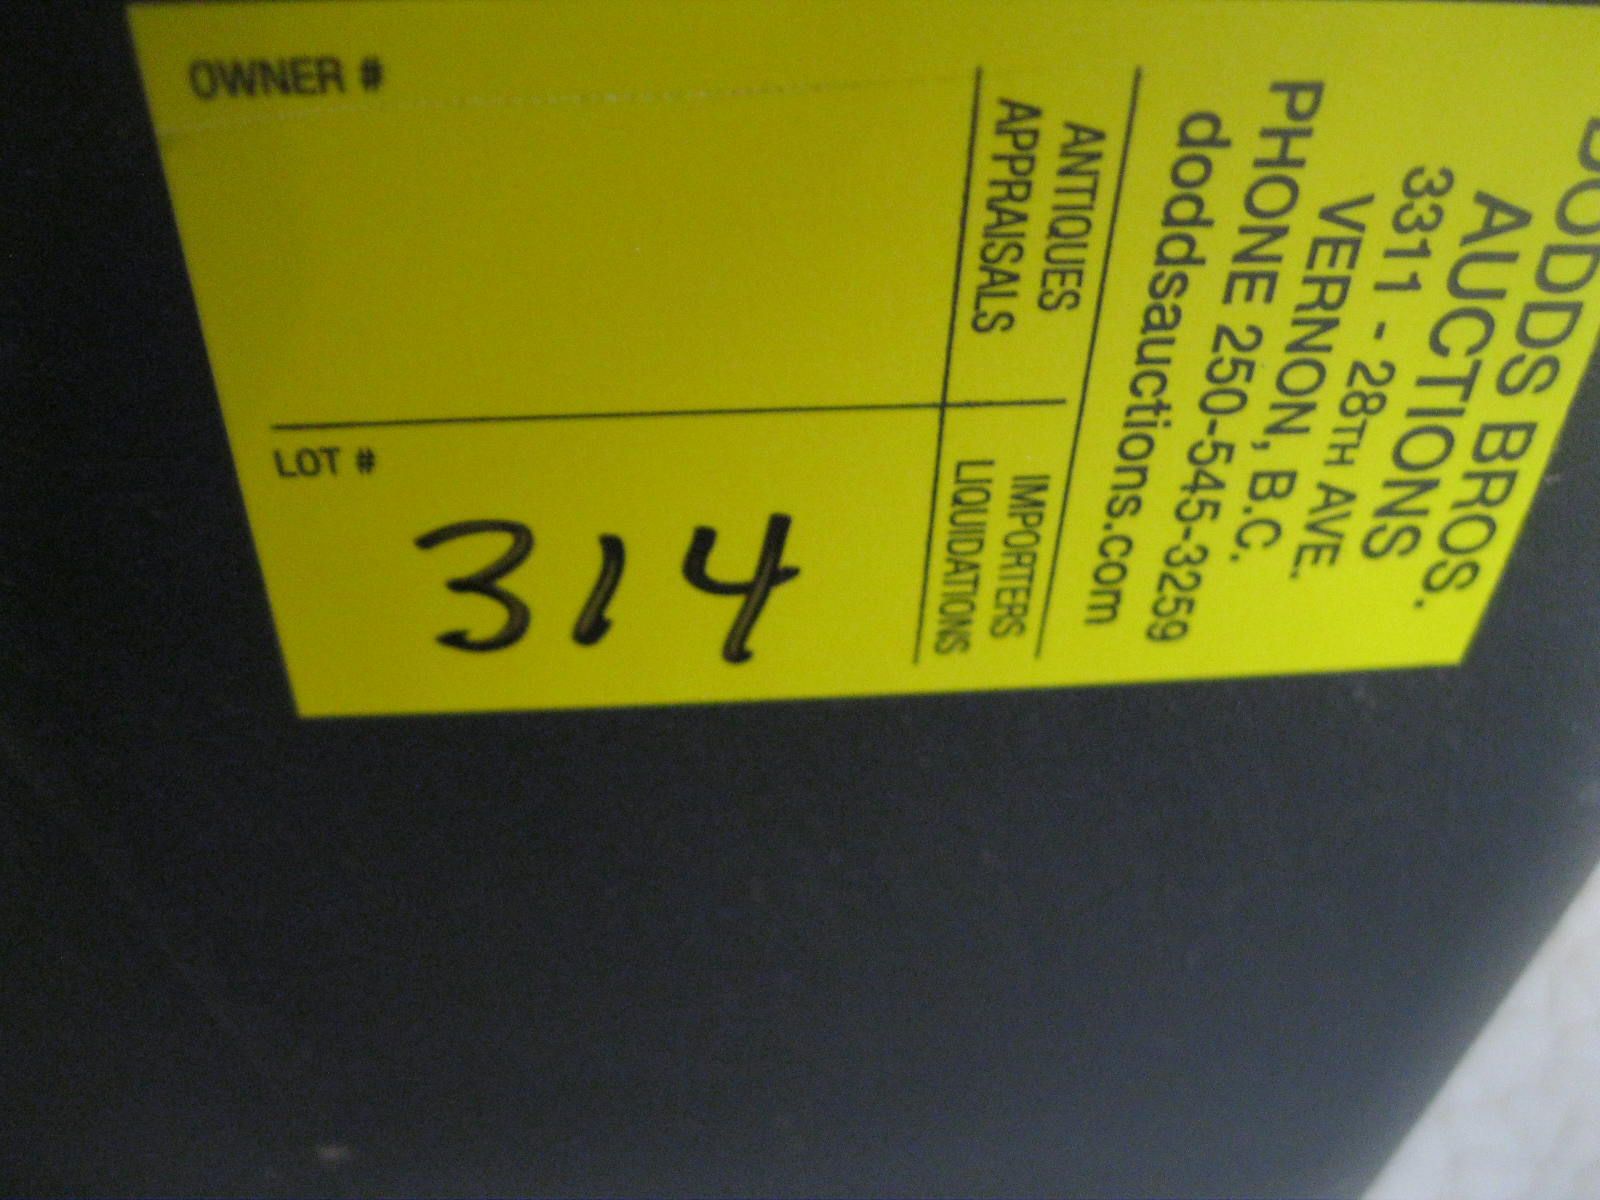 DODDS BROS.
AUCTIONS
3311 - 28TH AVE.
VERNON, B.C.
PHONE 250-545-3259
doddsauctions.com
ANTIQUES
APPRAISALS
IMPORTERS
LIQUIDATIONS
OWNER #
LOT #
314